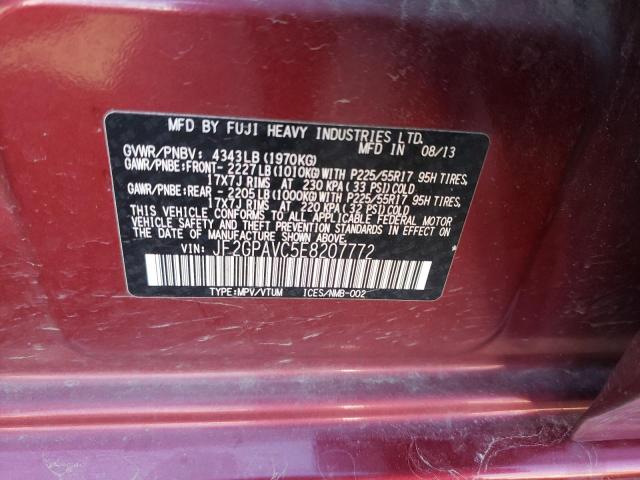 MFD BY FUJI HEAVY INDUSTRIES LTD.
GVWR/PNBV: 4343LB (1970KG) MFD IN 08/13
GAWR/PNBE:FRONT- 2227LB (1010KG) WITH P225/55R17 95H TIRES,
17X7J RIMS AT 230 KPA (33 PSI) COLD
GAWR/PNBE:REAR - 2205LB (1000KG) WITH P225/55R17 95H TIRES,
17X7J RIMS AT 220 KPA (32 PSI) COLD
THIS VEHICLE CONFORMS TO ALL APPLICABLE FEDERAL MOTOR
VEHICLE SAFETY AND THEFT PREVENTION STANDARDS IN EFFECT
ON THE DATE OF MANUFACTURE SHOWN ABOVE.
VIN: JF2GPAVC5E8207772
TYPE:MPV/VTUM ICES/NMB-002